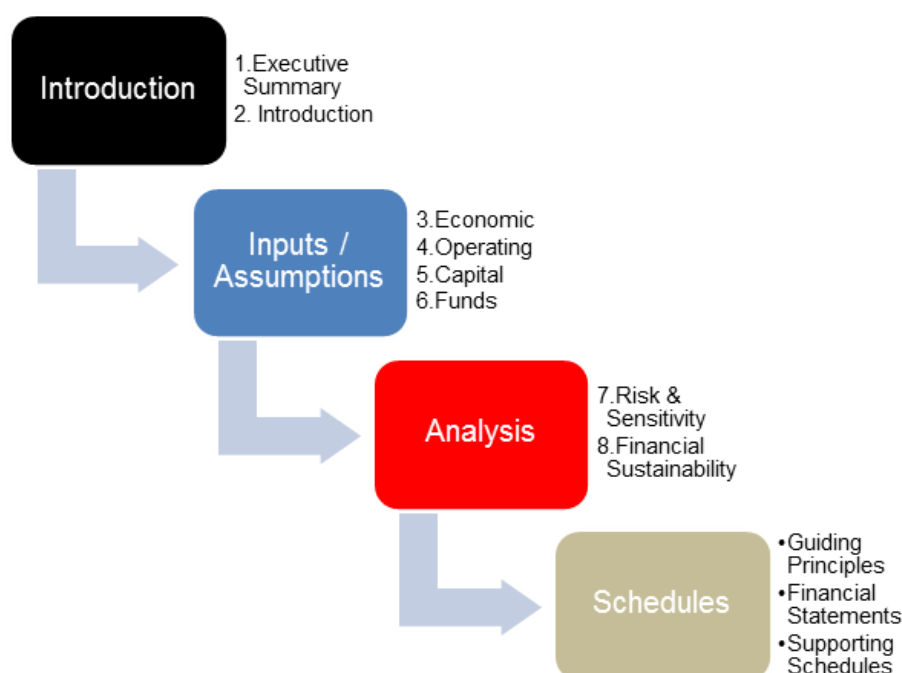 Introduction
1.Executive
Summary
2. Introduction
Inputs /
Assumptions
3.Economic
4.Operating
5.Capital
6.Funds
Analysis
7.Risk &
Sensitivity
8.Financial
Sustainability
Schedules
•Guiding
Principles
•Financial
Statements
•Supporting
Schedules